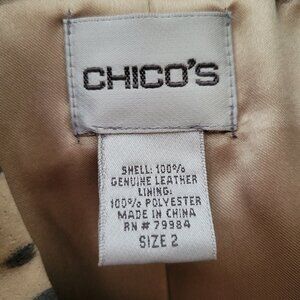 CHICO'S
SHELL: 100%
GENUINE LEATHER
LINING:
100% POLYESTER
MADE IN CHINA
RN # 79984
SIZE 2